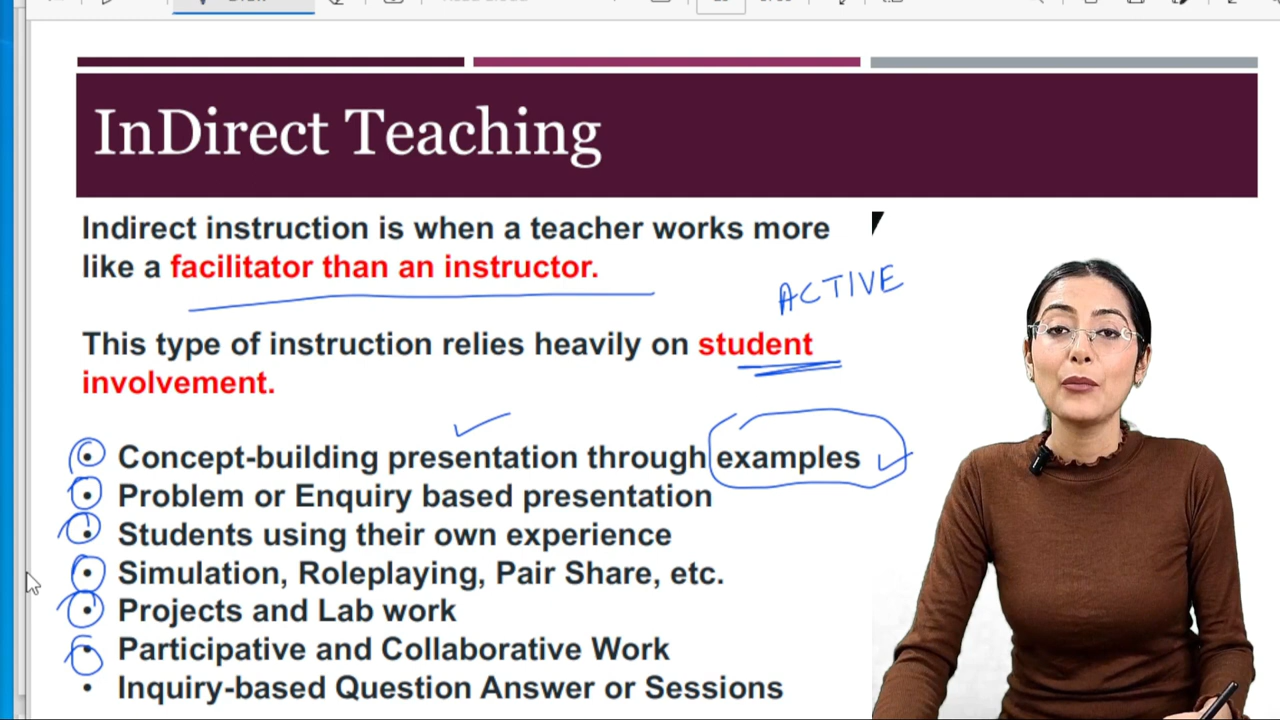 InDirect Teaching
Indirect instruction is when a teacher works more
like a facilitator than an instructor.
ACTIVE
This type of instruction relies heavily on student
involvement.
• Concept-building presentation through examples
• Problem or Enquiry based presentation
• Students using their own experience
• Simulation, Roleplaying, Pair Share, etc.
• Projects and Lab work
• Participative and Collaborative Work
• Inquiry-based Question Answer or Sessions